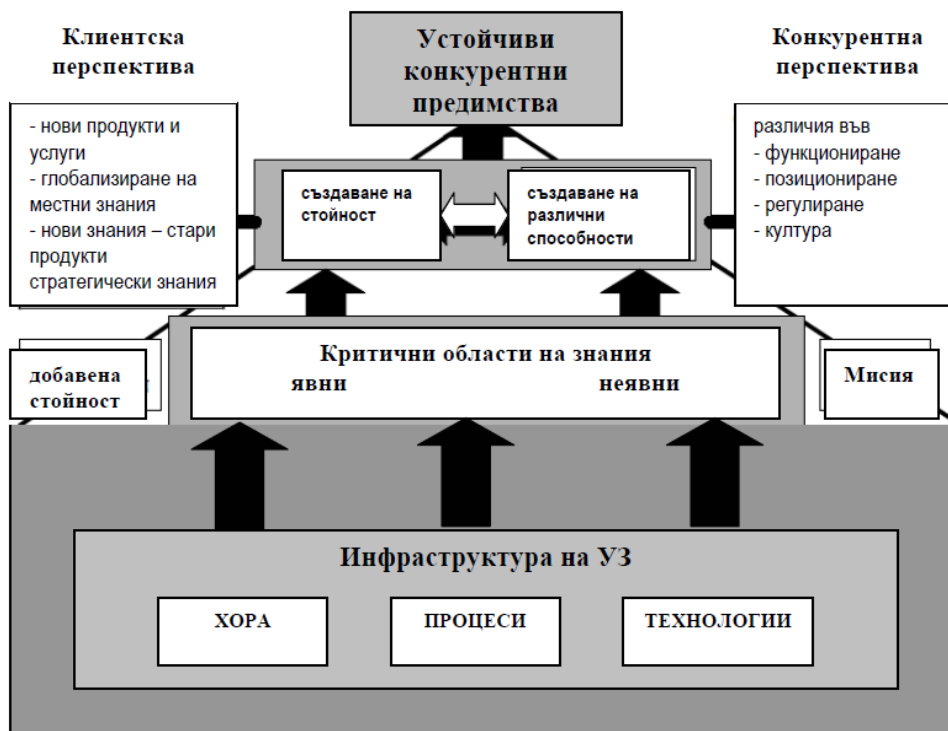 Клиентска
перспектива
Устойчиви
конкурентни
предимства
Конкурентна
перспектива
- нови продукти и
услуги
- глобализиране на
местни знания
- нови знания – стари
продукти
стратегически знания
създаване на
стойност
създаване на
различни
способности
различия във
- функциониране
- позициониране
- регулиране
- култура
добавена
стойност
Критични области на знания
явни неявни
Мисия
Инфраструктура на УЗ
ХОРА
ПРОЦЕСИ
ТЕХНОЛОГИИ